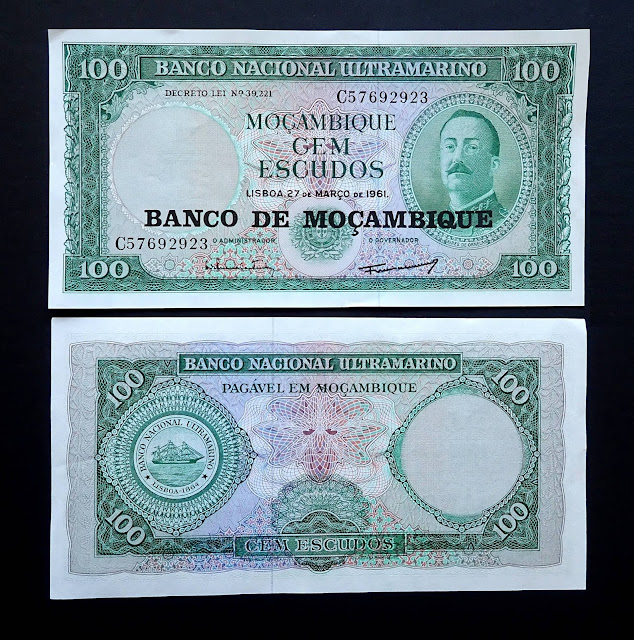 100 BANCO NACIONAL ULTRAMARINO 100
DECRETO LEI Nº 39.221 C57692923
MOÇAMBIQUE
CEM
ESCUDOS
LISBOA, 27 DE MARÇO DE 1961.
BANCO DE MOÇAMBIQUE
C57692923 O ADMINISTRADOR O GOVERNADOR
100 100
BANCO NACIONAL ULTRAMARINO
100 PAGÁVEL EM MOÇAMBIQUE 100
BANCO NACIONAL ULTRAMARINO
LISBOA-1864
100 CEM ESCUDOS 100